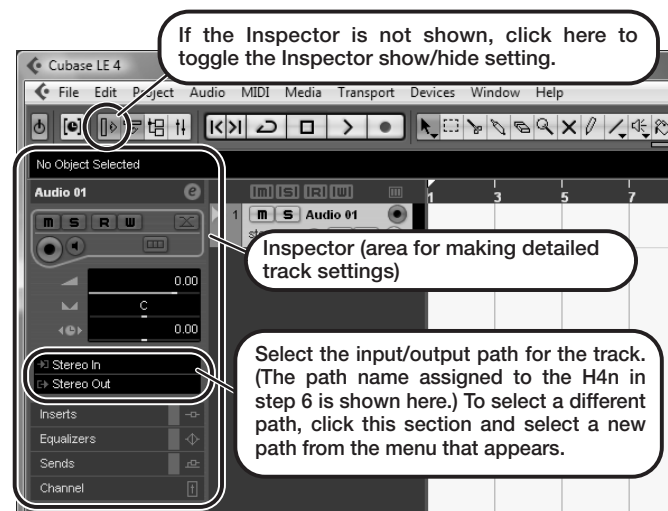 If the Inspector is not shown, click here to
toggle the Inspector show/hide setting.
Cubase LE 4
File Edit Project Audio MIDI Media Transport Devices Window Help
No Object Selected
Audio 01
[m] [S] [R] [W]
1 3 5 7
m S R W
1 m S Audio 01
Inspector (area for making detailed
track settings)
0.00
C
0.00
Stereo In
Stereo Out
Select the input/output path for the track.
(The path name assigned to the H4n in
step 6 is shown here.) To select a different
path, click this section and select a new
path from the menu that appears.
Inserts
Equalizers
Sends
Channel